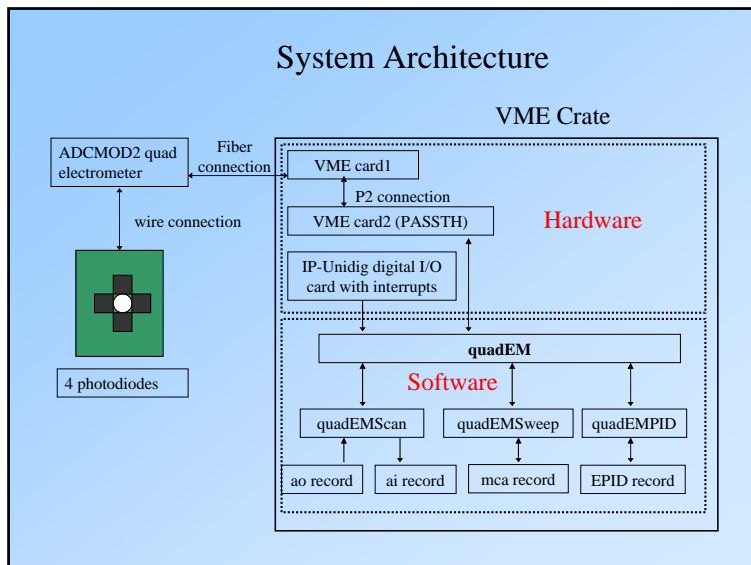 System Architecture
VME Crate
ADCMOD2 quad
electrometer
Fiber
connection
VME card1
P2 connection
wire connection
VME card2 (PASSTH)
Hardware
IP-Unidig digital I/O
card with interrupts
quadEM
4 photodiodes
Software
quadEMScan
quadEMSweep
quadEMPID
ao record
ai record
mca record
EPID record